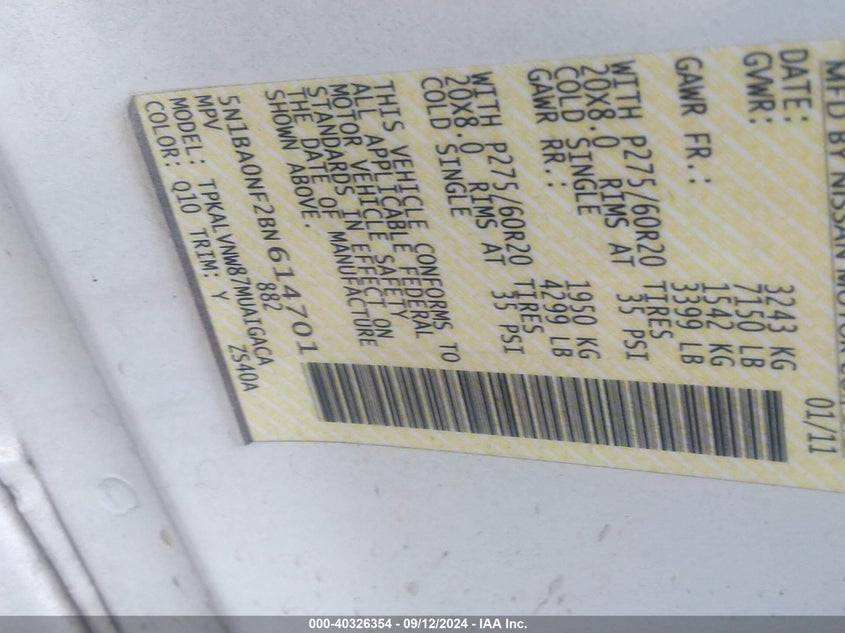 MFD BY NISSAN MOTOR CO
DATE: 01/11
GVWR: 3243 KG
7150 LB
GAWR FR.: 1542 KG
3399 LB
WITH P275/60R20 TIRES
20X8.0 RIMS AT 35 PSI
COLD SINGLE
GAWR RR.: 1950 KG
4299 LB
WITH P275/60R20 TIRES
20X8.0 RIMS AT 35 PSI
COLD SINGLE
THIS VEHICLE CONFORMS TO
ALL APPLICABLE FEDERAL
MOTOR VEHICLE SAFETY
STANDARDS IN EFFECT ON
THE DATE OF MANUFACTURE
SHOWN ABOVE.
5N1BA0NF2BN614701
MPV 882
MODEL: TPKALVNW87MUA1GACA
COLOR: Q10 TRIM: Y ZS40A
000-40326354 - 09/12/2024 - IAA Inc.